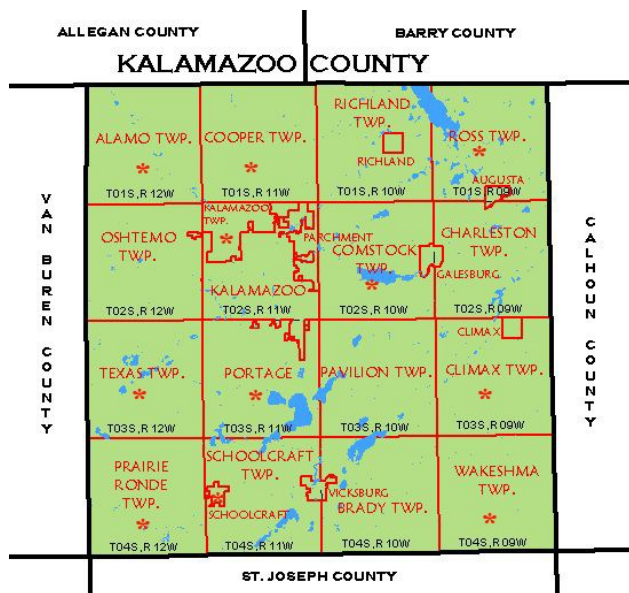 ALLEGAN COUNTY
BARRY COUNTY
KALAMAZOO COUNTY
ALAMO TWP.
COOPER TWP.
RICHLAND
TWP.
ROSS TWP.
RICHLAND
AUGUSTA
T01S, R 12W
T01S, R 11W
T01S, R 10W
T01S, R 09W
VAN BUREN COUNTY
CALHOUN COUNTY
OSHTEMO
TWP.
KALAMAZOO
TWP.
PARCHMENT
KALAMAZOO
COMSTOCK
TWP.
CHARLESTON
TWP.
GALESBURG
T02S, R 12W
T02S, R 11W
T02S, R 10W
T02S, R 09W
TEXAS TWP.
PORTAGE
PAVILION TWP.
CLIMAX
CLIMAX TWP.
T03S, R 12W
T03S, R 11W
T03S, R 10W
T03S, R 09W
PRAIRIE
RONDE
TWP.
SCHOOLCRAFT
TWP.
SCHOOLCRAFT
VICKSBURG
BRADY TWP.
WAKESHMA
TWP.
T04S, R 12W
T04S, R 11W
T04S, R 10W
T04S, R 09W
ST. JOSEPH COUNTY